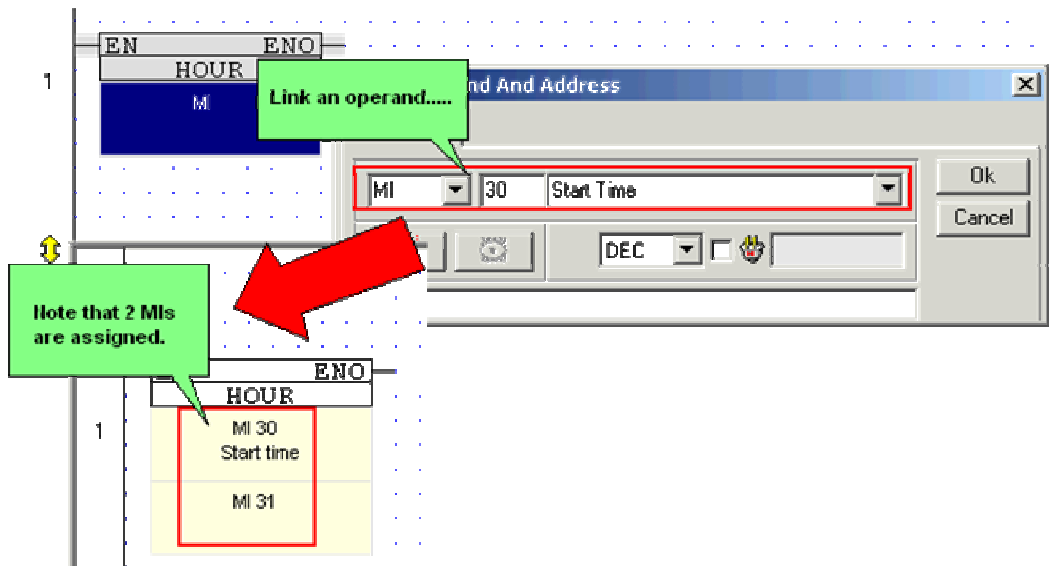 EN ENO
HOUR
1
MI
Link an operand.....
nd And Address
MI 30 Start Time
Ok
Cancel
DEC
Note that 2 MIs
are assigned.
ENO
HOUR
1
MI 30
Start time
MI 31